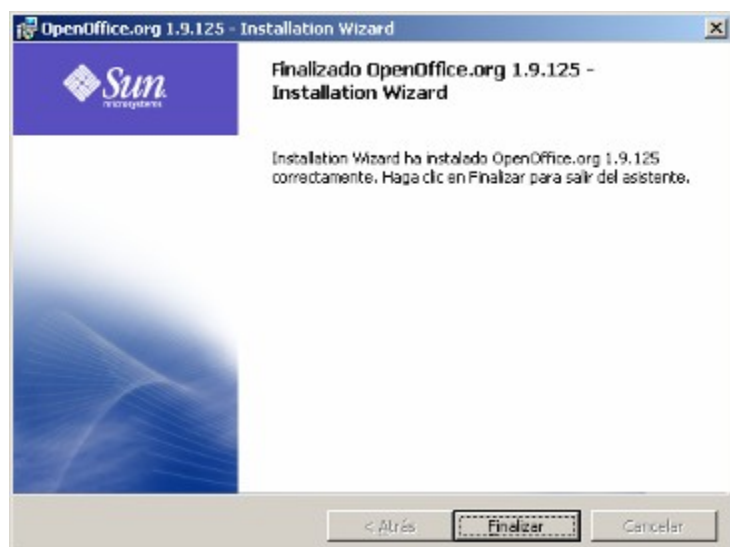 OpenOffice.org 1.9.125 - Installation Wizard
Sun
microsystems
Finalizado OpenOffice.org 1.9.125 -
Installation Wizard
Installation Wizard ha instalado OpenOffice.org 1.9.125
correctamente. Haga clic en Finalizar para salir del asistente.
< Atrás
Finalizar
Cancelar